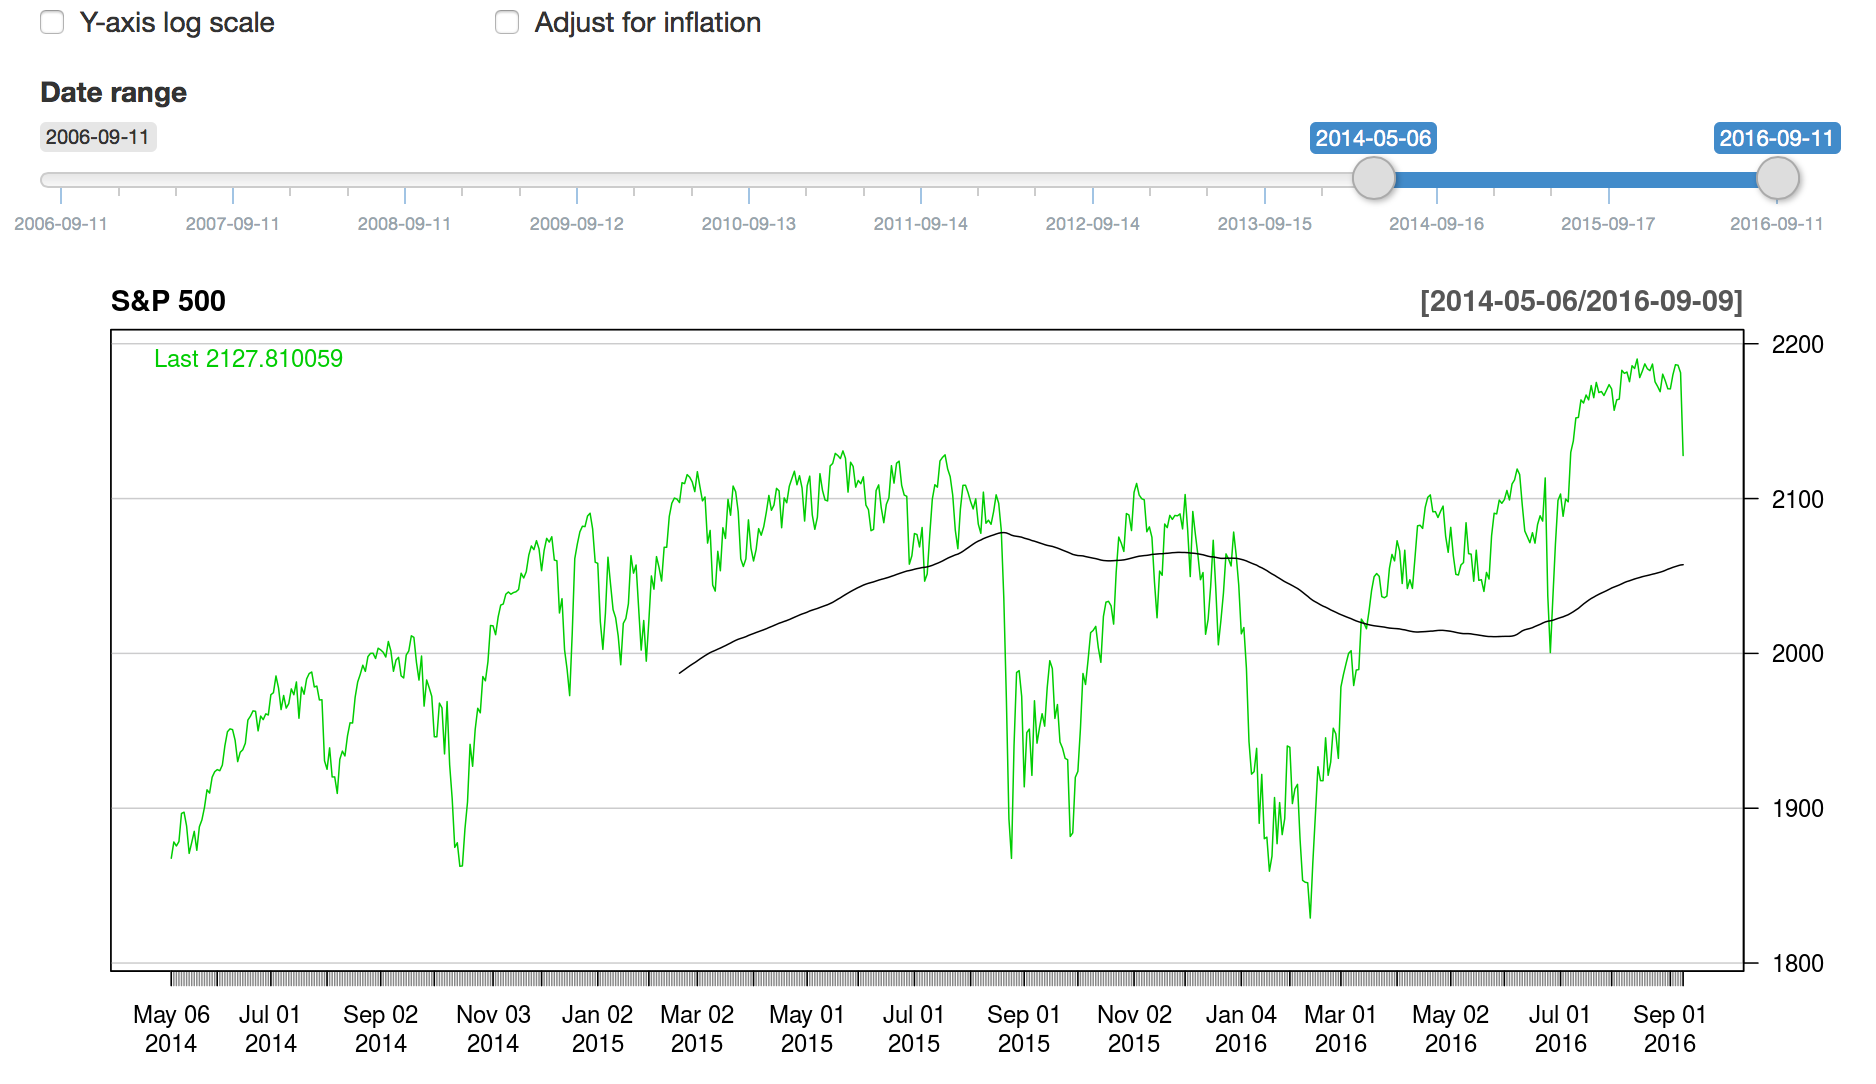 Y-axis log scale Adjust for inflation
Date range
2006-09-11 2014-05-06 2016-09-11
2006-09-11 2007-09-11 2008-09-11 2009-09-12 2010-09-13 2011-09-14 2012-09-14 2013-09-15 2014-09-16 2015-09-17 2016-09-11
S&P 500 [2014-05-06/2016-09-09]
Last 2127.810059
2200
2100
2000
1900
1800
May 06 Jul 01 Sep 02 Nov 03 Jan 02 Mar 02 May 01 Jul 01 Sep 01 Nov 02 Jan 04 Mar 01 May 02 Jul 01 Sep 01
2014 2014 2014 2014 2015 2015 2015 2015 2015 2015 2016 2016 2016 2016 2016